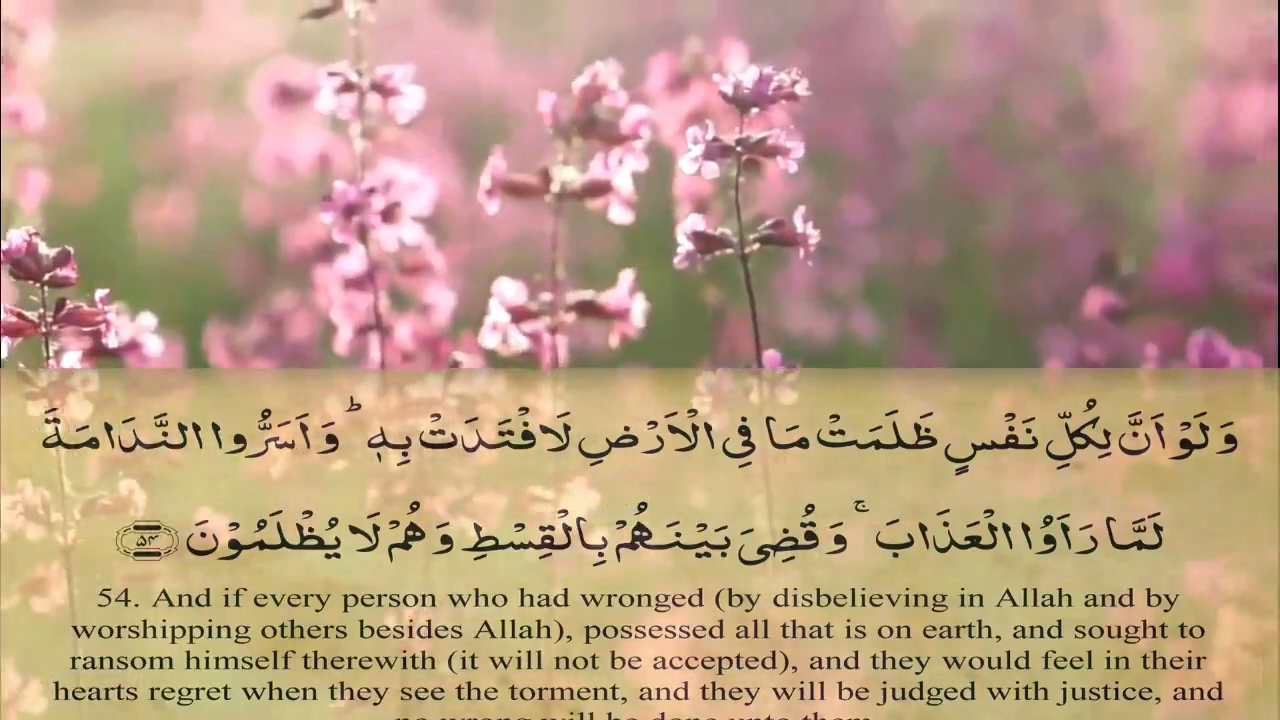 وَلَوْ اَنَّ لِكُلِّ نَفْسٍ ظَلَمَتْ مَا فِي الْاَرْضِ لَافْتَدَتْ بِهٖ ؕ وَاَسَرُّوا النَّدَامَةَ
لَمَّا رَاَوُا الْعَذَابَ ۚ وَقُضِيَ بَيْنَهُمْ بِالْقِسْطِ وَهُمْ لَا يُظْلَمُوْنَ ﴿۵۴﴾
54. And if every person who had wronged (by disbelieving in Allah and by
worshipping others besides Allah), possessed all that is on earth, and sought to
ransom himself therewith (it will not be accepted), and they would feel in their
hearts regret when they see the torment, and they will be judged with justice, and
no wrong will be done unto them